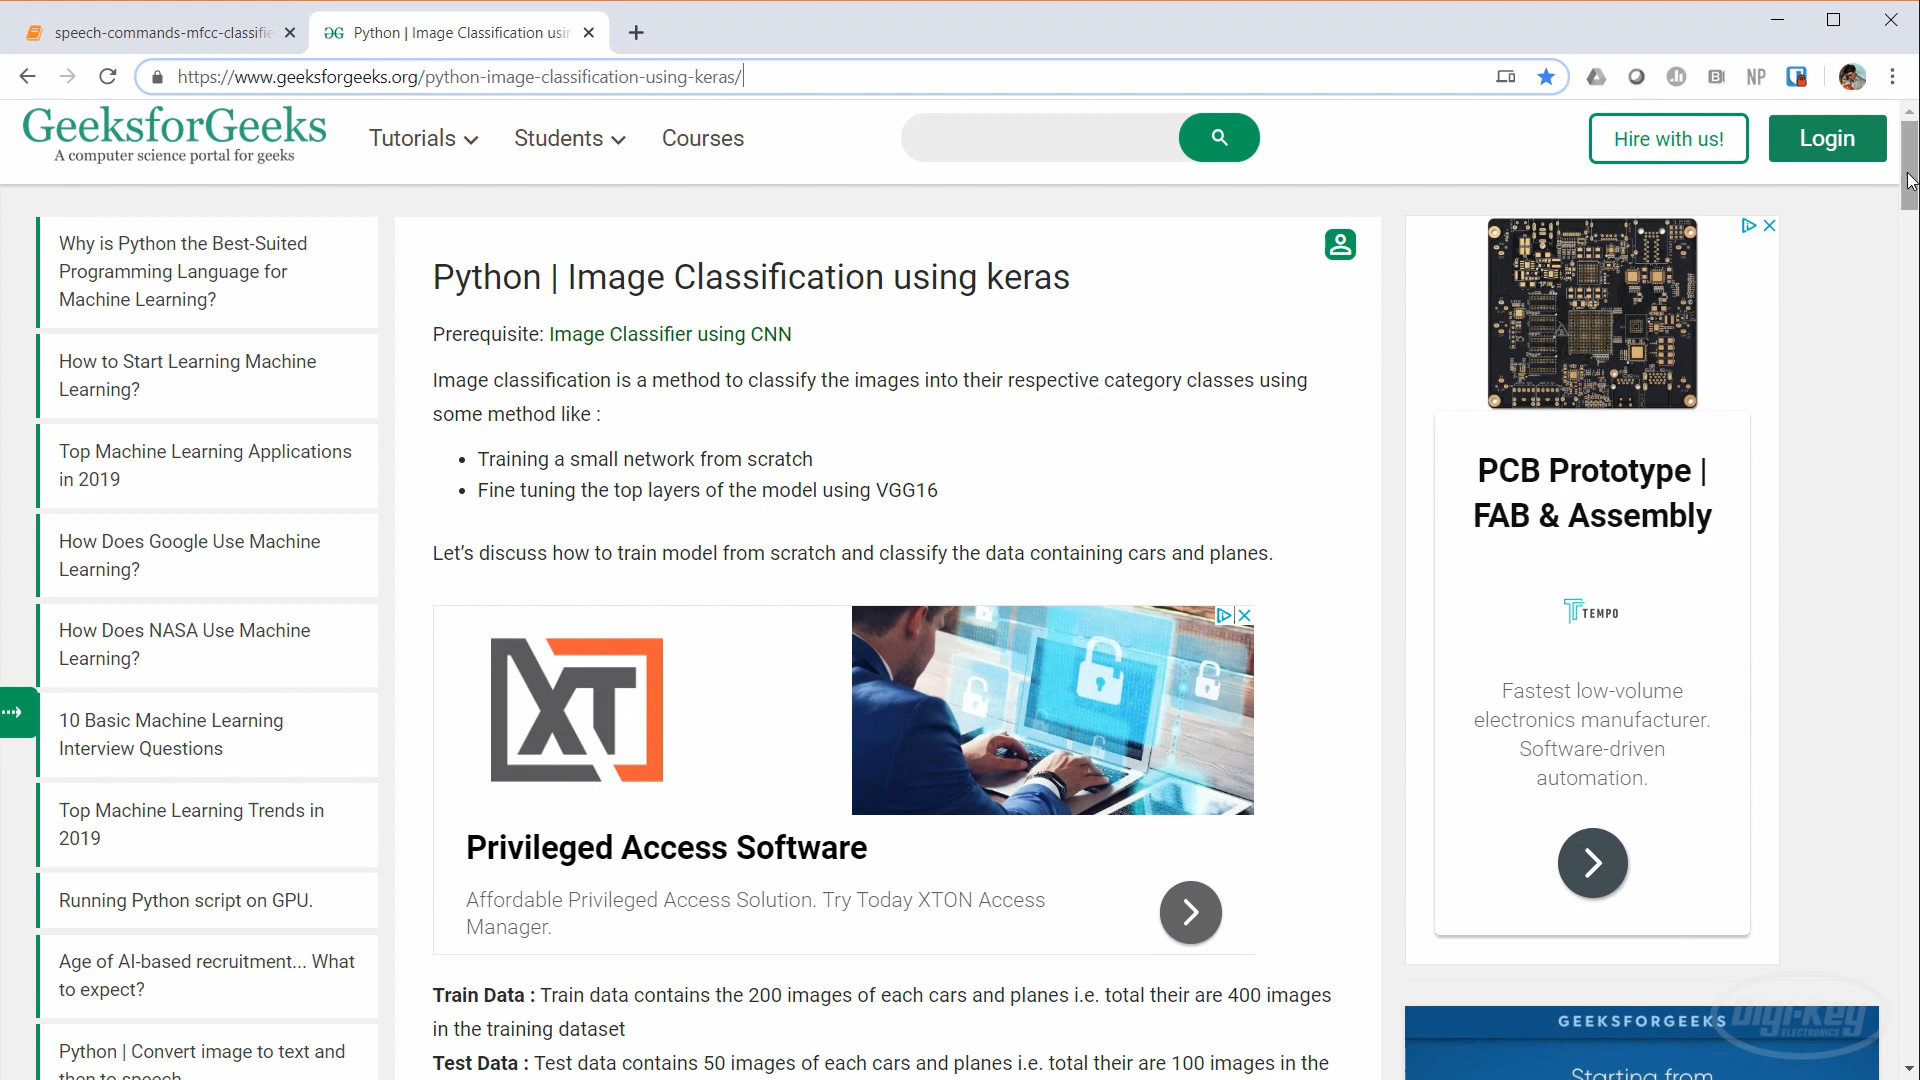 speech-commands-mfcc-classifie
Python | Image Classification usin
https://www.geeksforgeeks.org/python-image-classification-using-keras/
NP
GeeksforGeeks
A computer science portal for geeks
Tutorials
Students
Courses
Hire with us!
Login
Why is Python the Best-Suited
Programming Language for
Machine Learning?
How to Start Learning Machine
Learning?
Top Machine Learning Applications
in 2019
How Does Google Use Machine
Learning?
How Does NASA Use Machine
Learning?
10 Basic Machine Learning
Interview Questions
Top Machine Learning Trends in
2019
Running Python script on GPU.
Age of AI-based recruitment... What
to expect?
Python | Convert image to text and
then to speech
Python | Image Classification using keras
Prerequisite: Image Classifier using CNN
Image classification is a method to classify the images into their respective category classes using
some method like :
• Training a small network from scratch
• Fine tuning the top layers of the model using VGG16
Let’s discuss how to train model from scratch and classify the data containing cars and planes.
XT
Privileged Access Software
Affordable Privileged Access Solution. Try Today XTON Access
Manager.
Train Data : Train data contains the 200 images of each cars and planes i.e. total their are 400 images
in the training dataset
Test Data : Test data contains 50 images of each cars and planes i.e. total their are 100 images in the
PCB Prototype |
FAB & Assembly
TEMPO
Fastest low-volume
electronics manufacturer.
Software-driven
automation.
GEEKSFORGEEKS
Starting from
Digi-Key
ELECTRONICS